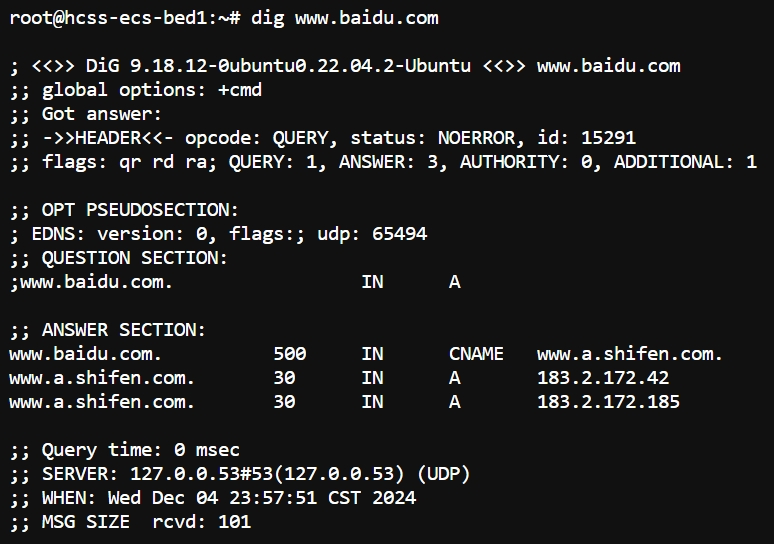 root@hcss-ecs-bed1:~# dig www.baidu.com

; <<>> DiG 9.18.12-0ubuntu0.22.04.2-Ubuntu <<>> www.baidu.com
;; global options: +cmd
;; Got answer:
;; ->>HEADER<<- opcode: QUERY, status: NOERROR, id: 15291
;; flags: qr rd ra; QUERY: 1, ANSWER: 3, AUTHORITY: 0, ADDITIONAL: 1

;; OPT PSEUDOSECTION:
; EDNS: version: 0, flags:; udp: 65494
;; QUESTION SECTION:
;www.baidu.com.                 IN      A

;; ANSWER SECTION:
www.baidu.com.          500     IN      CNAME   www.a.shifen.com.
www.a.shifen.com.       30      IN      A       183.2.172.42
www.a.shifen.com.       30      IN      A       183.2.172.185

;; Query time: 0 msec
;; SERVER: 127.0.0.53#53(127.0.0.53) (UDP)
;; WHEN: Wed Dec 04 23:57:51 CST 2024
;; MSG SIZE  rcvd: 101